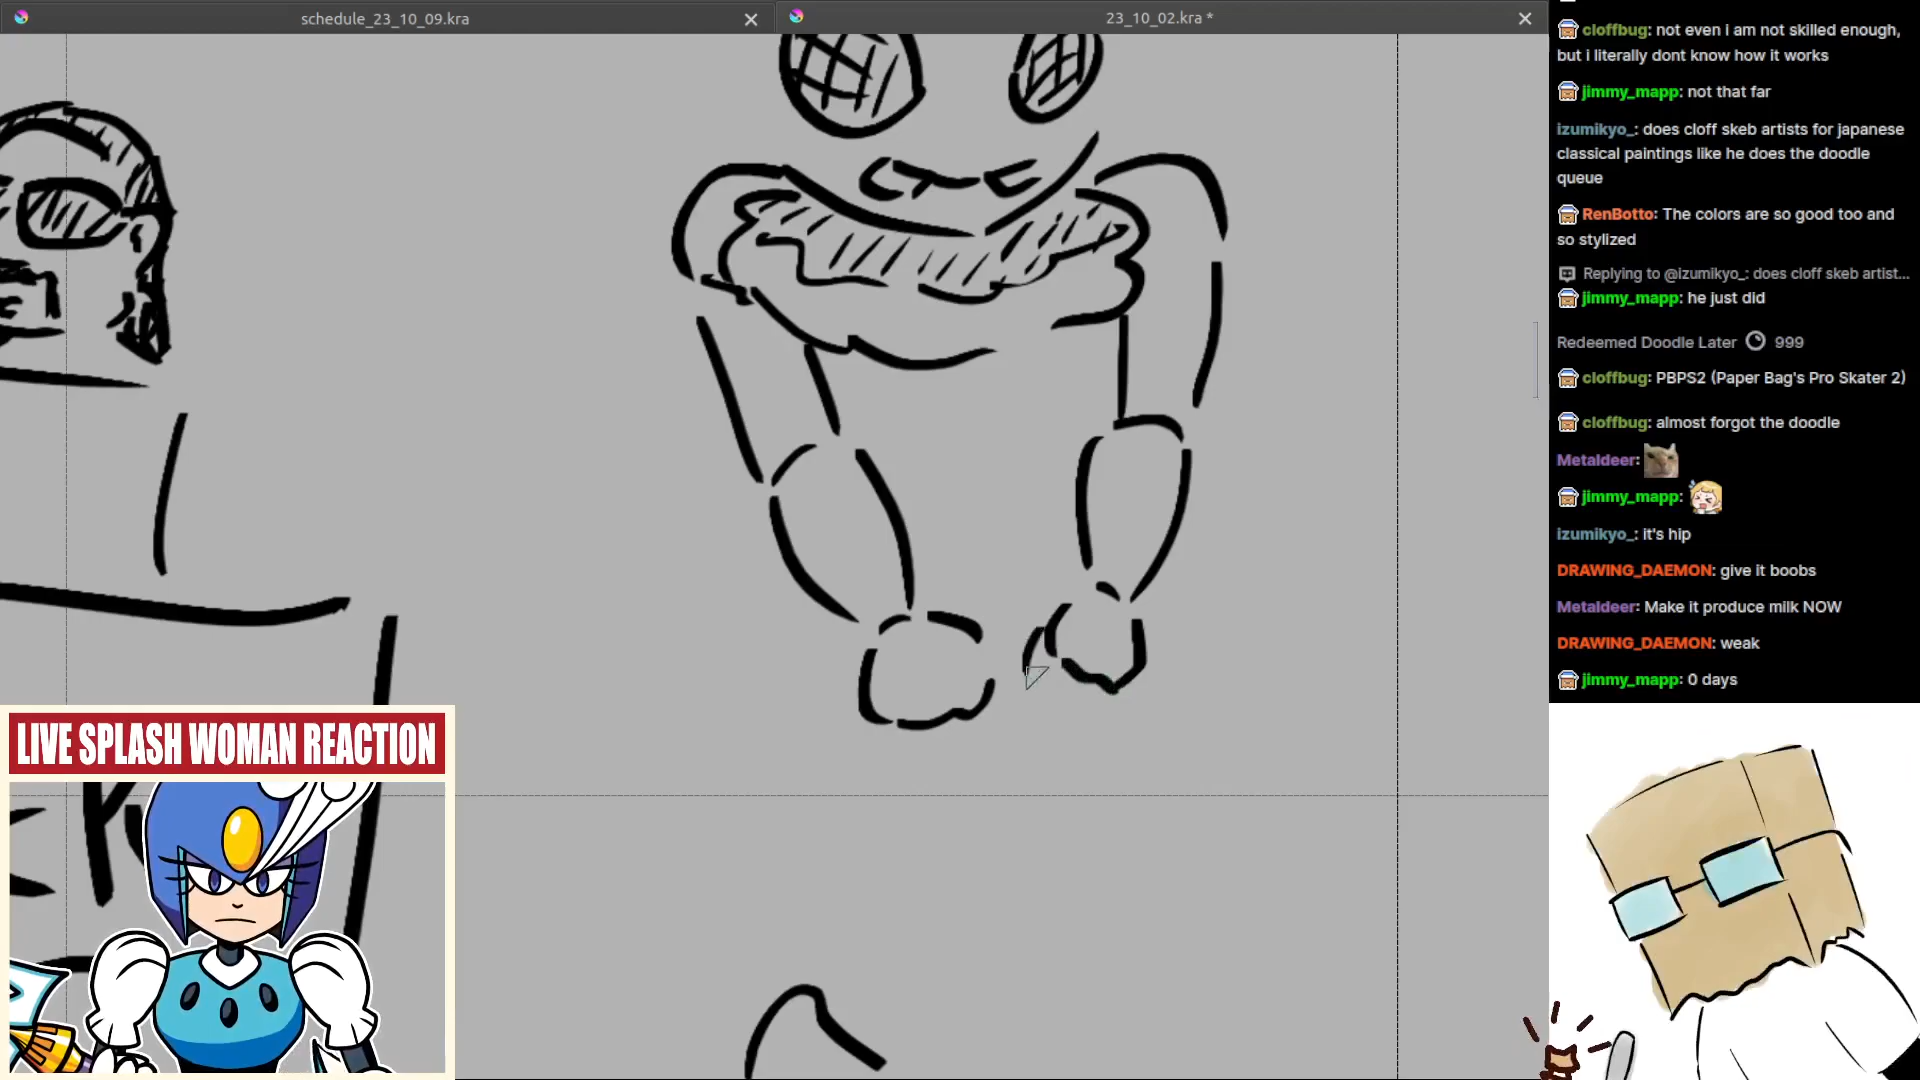 schedule_23_10_09.kra
23_10_02.kra *
cloffbug: not even i am not skilled enough,
but i literally dont know how it works
jimmy_mapp: not that far
izumikyo_: does cloff skeb artists for japanese
classical paintings like he does the doodle
queue
RenBotto: The colors are so good too and
so stylized
Replying to @izumikyo_: does cloff skeb artist...
jimmy_mapp: he just did
Redeemed Doodle Later 999
cloffbug: PBPS2 (Paper Bag's Pro Skater 2)
cloffbug: almost forgot the doodle
Metaldeer:
jimmy_mapp:
izumikyo_: it's hip
DRAWING_DAEMON: give it boobs
Metaldeer: Make it produce milk NOW
DRAWING_DAEMON: weak
jimmy_mapp: 0 days
LIVE SPLASH WOMAN REACTION